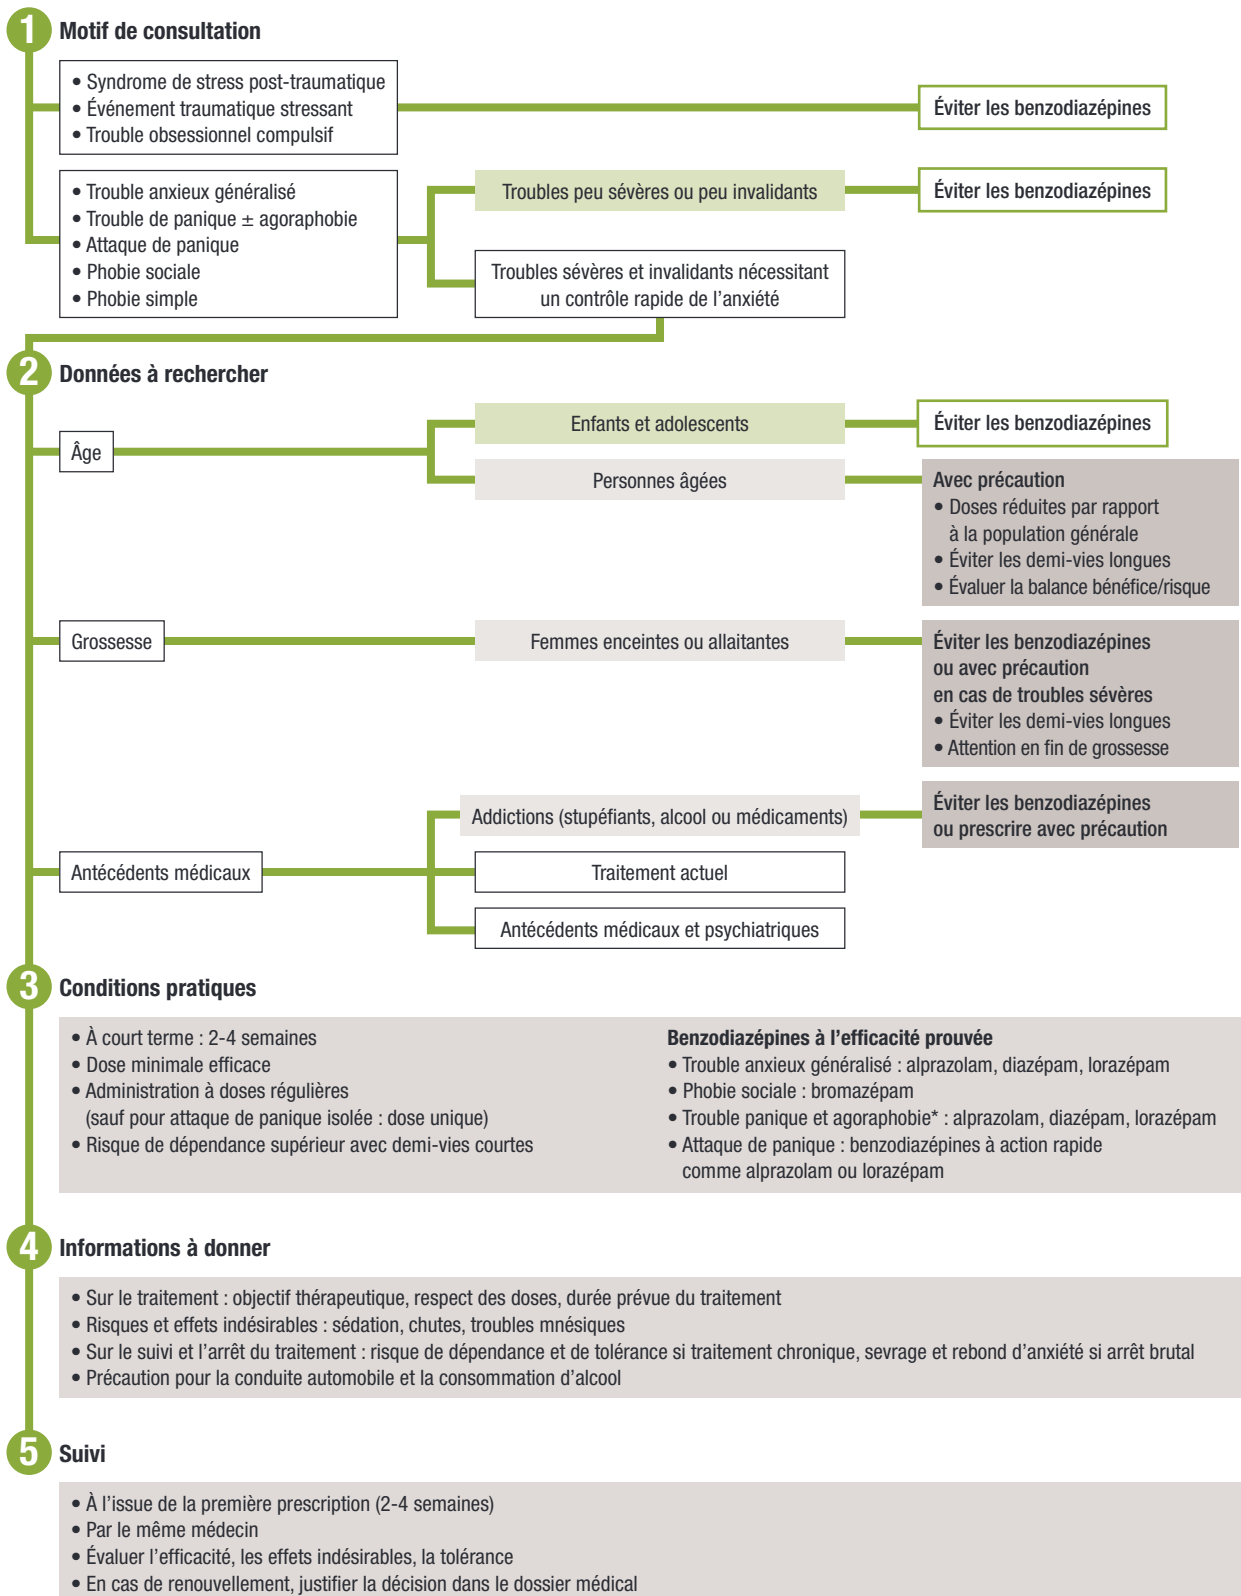 1 Motif de consultation
• Syndrome de stress post-traumatique
• Événement traumatique stressant
• Trouble obsessionnel compulsif
Éviter les benzodiazépines
• Trouble anxieux généralisé
• Trouble de panique ± agoraphobie
• Attaque de panique
• Phobie sociale
• Phobie simple
Troubles peu sévères ou peu invalidants
Éviter les benzodiazépines
Troubles sévères et invalidants nécessitant
un contrôle rapide de l’anxiété
2 Données à rechercher
Âge
Enfants et adolescents
Éviter les benzodiazépines
Personnes âgées
Avec précaution
• Doses réduites par rapport
à la population générale
• Éviter les demi-vies longues
• Évaluer la balance bénéfice/risque
Grossesse
Femmes enceintes ou allaitantes
Éviter les benzodiazépines
ou avec précaution
en cas de troubles sévères
• Éviter les demi-vies longues
• Attention en fin de grossesse
Antécédents médicaux
Addictions (stupéfiants, alcool ou médicaments)
Éviter les benzodiazépines
ou prescrire avec précaution
Traitement actuel
Antécédents médicaux et psychiatriques
3 Conditions pratiques
• À court terme : 2-4 semaines
• Dose minimale efficace
• Administration à doses régulières
(sauf pour attaque de panique isolée : dose unique)
• Risque de dépendance supérieur avec demi-vies courtes
Benzodiazépines à l’efficacité prouvée
• Trouble anxieux généralisé : alprazolam, diazépam, lorazépam
• Phobie sociale : bromazépam
• Trouble panique et agoraphobie* : alprazolam, diazépam, lorazépam
• Attaque de panique : benzodiazépines à action rapide
comme alprazolam ou lorazépam
4 Informations à donner
• Sur le traitement : objectif thérapeutique, respect des doses, durée prévue du traitement
• Risques et effets indésirables : sédation, chutes, troubles mnésiques
• Sur le suivi et l’arrêt du traitement : risque de dépendance et de tolérance si traitement chronique, sevrage et rebond d’anxiété si arrêt brutal
• Précaution pour la conduite automobile et la consommation d’alcool
5 Suivi
• À l’issue de la première prescription (2-4 semaines)
• Par le même médecin
• Évaluer l’efficacité, les effets indésirables, la tolérance
• En cas de renouvellement, justifier la décision dans le dossier médical